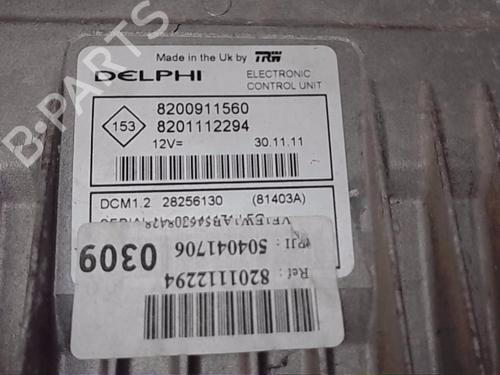 Made in the Uk by TRW
DELPHI
ELECTRONIC
CONTROL UNIT
153
8200911560
8201112294
12V=
30.11.11
DCM1.2 28256130 (81403A)
0309
504041706
Ref : 8201112294
B-PARTS